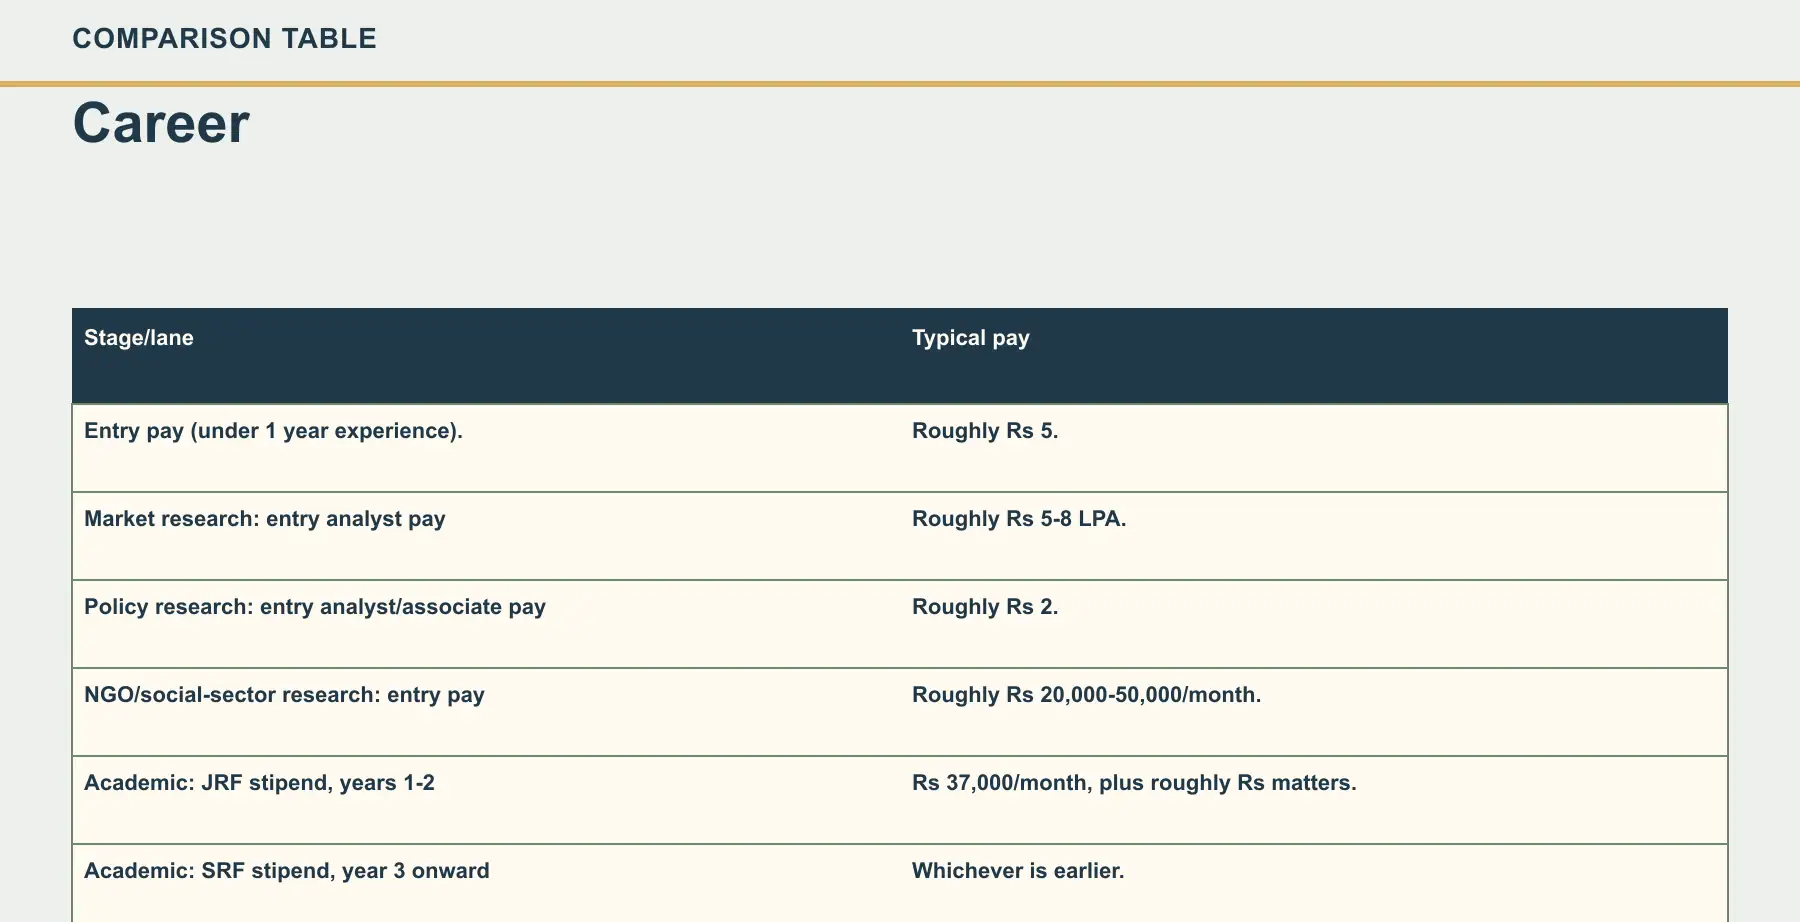 COMPARISON TABLE
Career
Stage/lane Typical pay
Entry pay (under 1 year experience). Roughly Rs 5.
Market research: entry analyst pay Roughly Rs 5-8 LPA.
Policy research: entry analyst/associate pay Roughly Rs 2.
NGO/social-sector research: entry pay Roughly Rs 20,000-50,000/month.
Academic: JRF stipend, years 1-2 Rs 37,000/month, plus roughly Rs matters.
Academic: SRF stipend, year 3 onward Whichever is earlier.